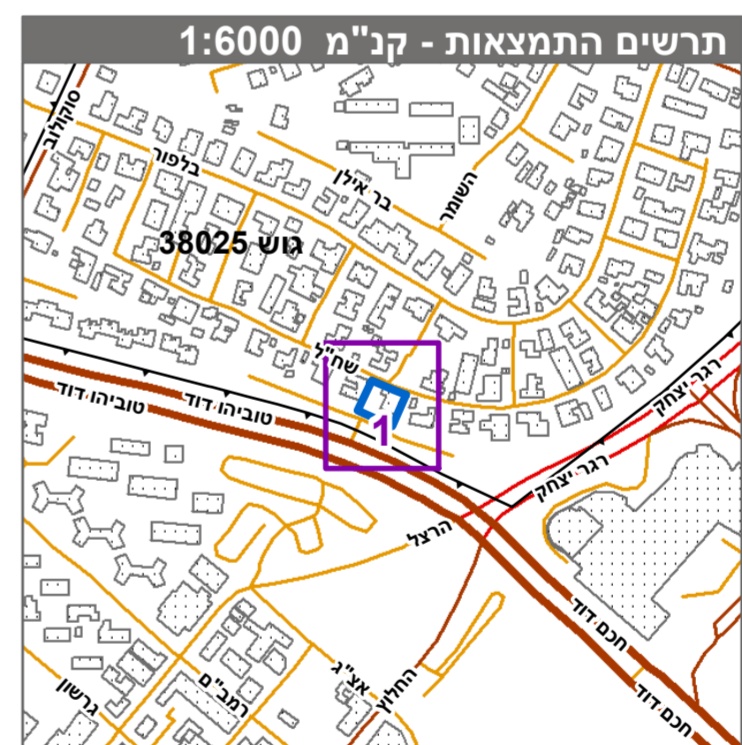 תרשים התמצאות - קנ"מ 1:6000
סוקולוב
בלפור
בר אילן
השומר
גוש 38025
שח"ל
1
רגר יצחק
טוביהו דוד
טוביהו דוד
רגר יצחק
הרצל
חכם דוד
אצ"ג
החלוץ
רמב"ם
גרשון
חכם דוד